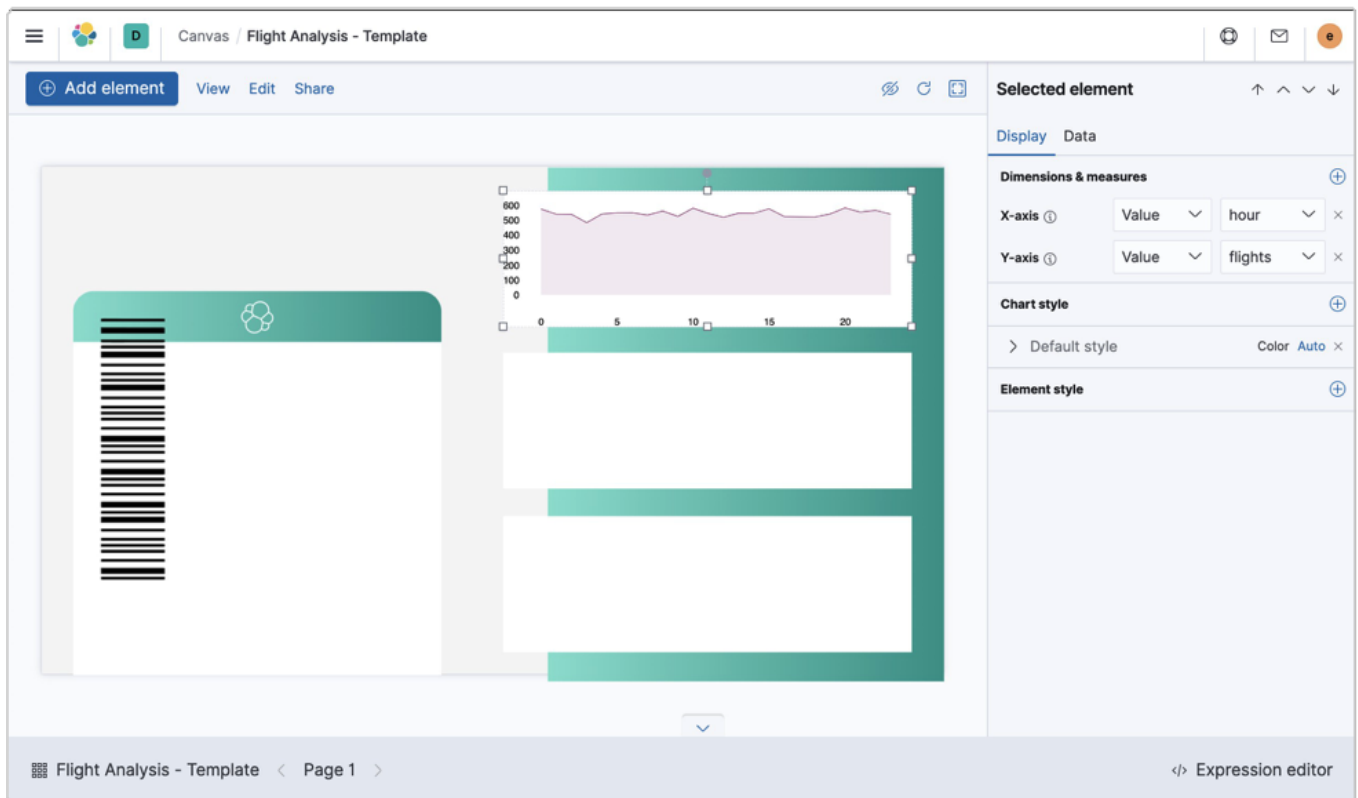 D Canvas / Flight Analysis - Template e
Add element View Edit Share
Selected element
Display Data
Dimensions & measures
X-axis Value hour
Y-axis Value flights
Chart style
Default style Color Auto
Element style
600
500
400
300
200
100
0
0 5 10 15 20
Flight Analysis - Template < Page 1 >
</> Expression editor